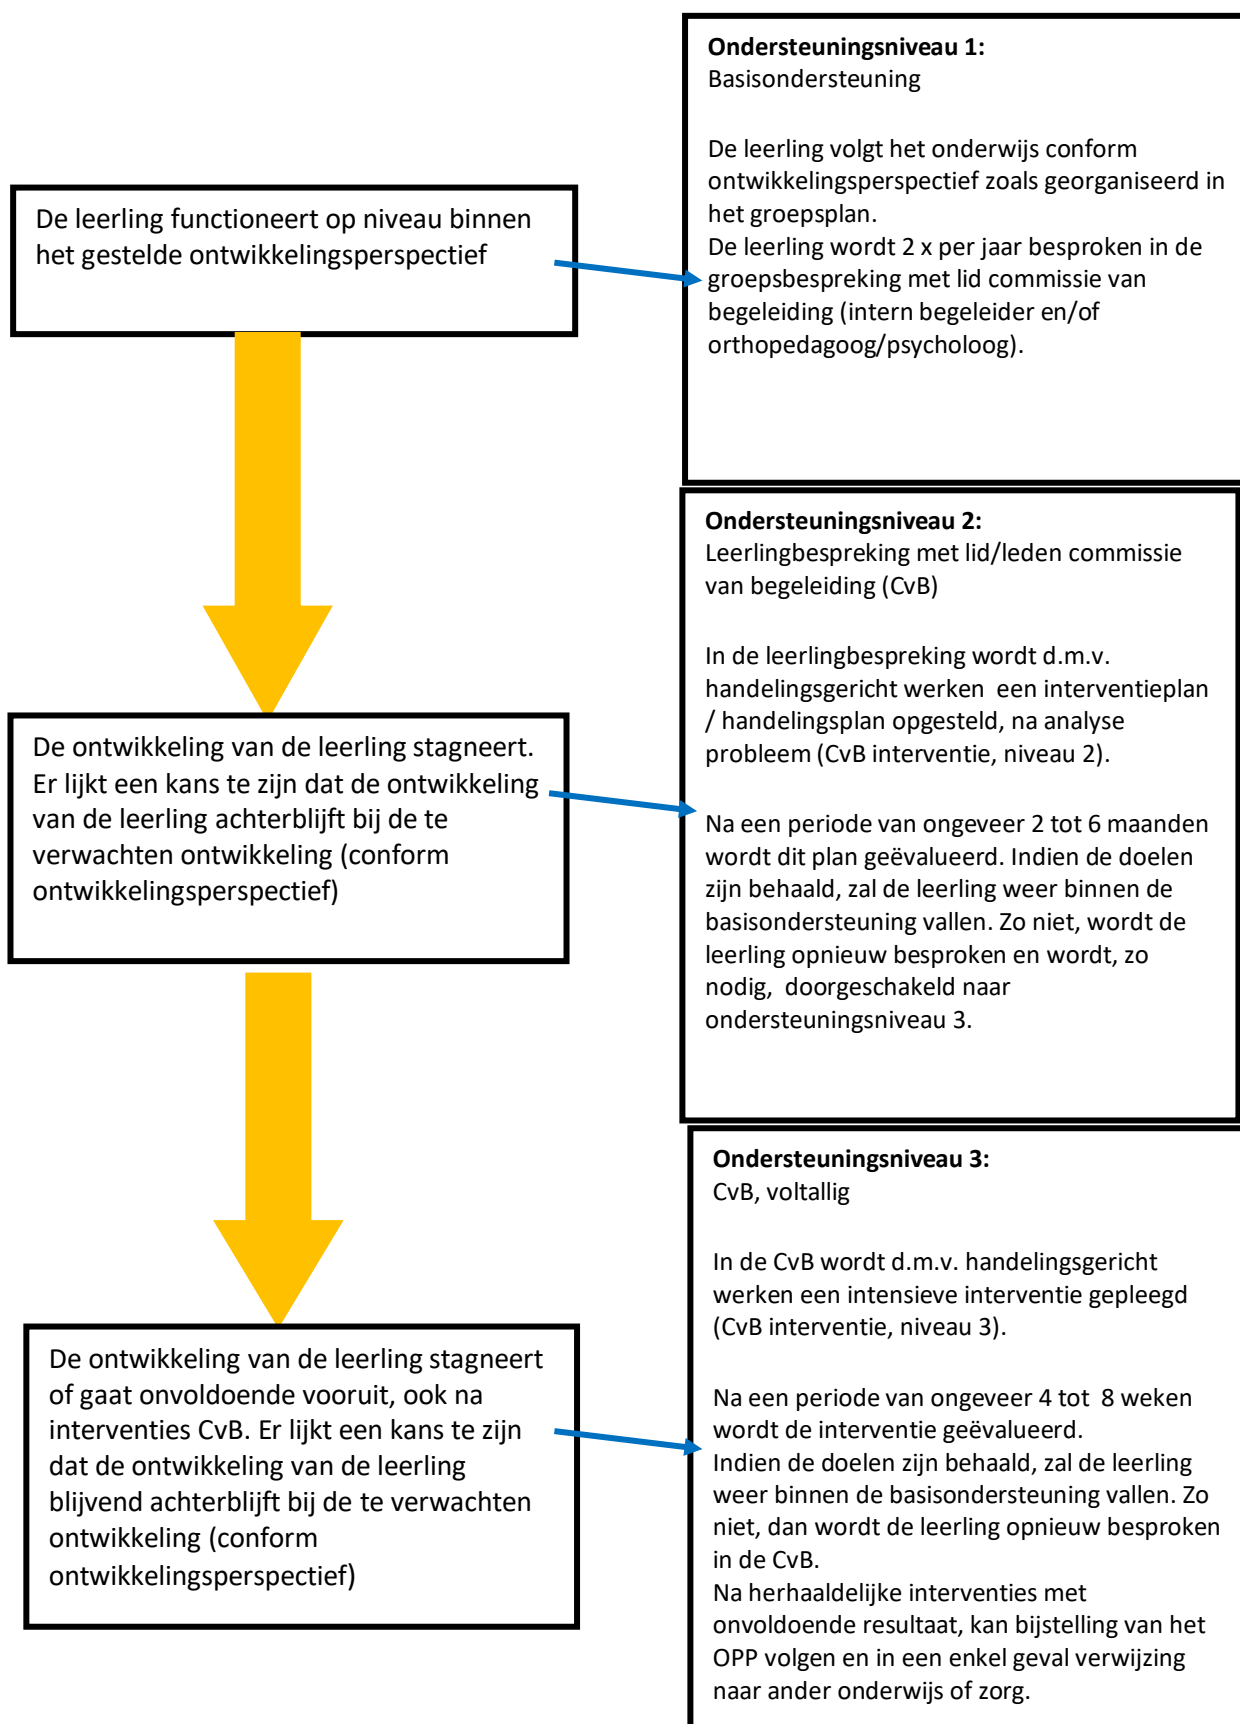 De leerling functioneert op niveau binnen
het gestelde ontwikkelingsperspectief
Ondersteuningsniveau 1:
Basisondersteuning
De leerling volgt het onderwijs conform
ontwikkelingsperspectief zoals georganiseerd in
het groepsplan.
De leerling wordt 2 x per jaar besproken in de
groepsbespreking met lid commissie van
begeleiding (intern begeleider en/of
orthopedagoog/psycholoog).
De ontwikkeling van de leerling stagneert.
Er lijkt een kans te zijn dat de ontwikkeling
van de leerling achterblijft bij de te
verwachten ontwikkeling (conform
ontwikkelingsperspectief)
Ondersteuningsniveau 2:
Leerlingbespreking met lid/leden commissie
van begeleiding (CvB)
In de leerlingbespreking wordt d.m.v.
handelingsgericht werken  een interventieplan
/ handelingsplan opgesteld, na analyse
probleem (CvB interventie, niveau 2).
Na een periode van ongeveer 2 tot 6 maanden
wordt dit plan geëvalueerd. Indien de doelen
zijn behaald, zal de leerling weer binnen de
basisondersteuning vallen. Zo niet, wordt de
leerling opnieuw besproken en wordt, zo
nodig,  doorgeschakeld naar
ondersteuningsniveau 3.
De ontwikkeling van de leerling stagneert
of gaat onvoldoende vooruit, ook na
interventies CvB. Er lijkt een kans te zijn
dat de ontwikkeling van de leerling
blijvend achterblijft bij de te verwachten
ontwikkeling (conform
ontwikkelingsperspectief)
Ondersteuningsniveau 3:
CvB, voltallig
In de CvB wordt d.m.v. handelingsgericht
werken een intensieve interventie gepleegd
(CvB interventie, niveau 3).
Na een periode van ongeveer 4 tot  8 weken
wordt de interventie geëvalueerd.
Indien de doelen zijn behaald, zal de leerling
weer binnen de basisondersteuning vallen. Zo
niet, dan wordt de leerling opnieuw besproken
in de CvB.
Na herhaaldelijke interventies met
onvoldoende resultaat, kan bijstelling van het
OPP volgen en in een enkel geval verwijzing
naar ander onderwijs of zorg.